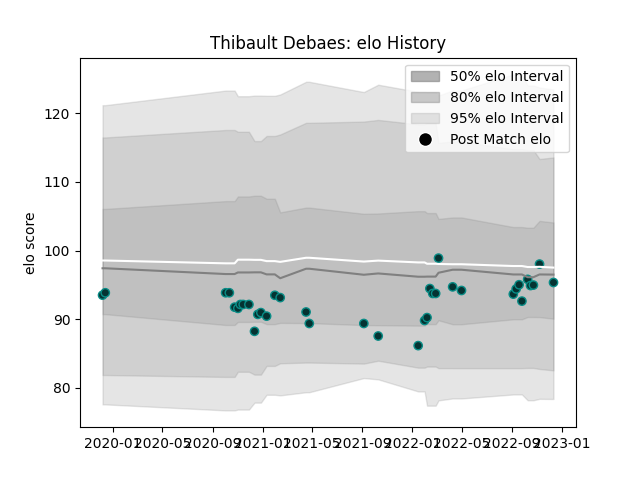 Thibault Debaes: elo History
50% elo Interval
80% elo Interval
95% elo Interval
Post Match elo
elo score
120
110
100
90
80
2020-01 2020-05 2020-09 2021-01 2021-05 2021-09 2022-01 2022-05 2022-09 2023-01